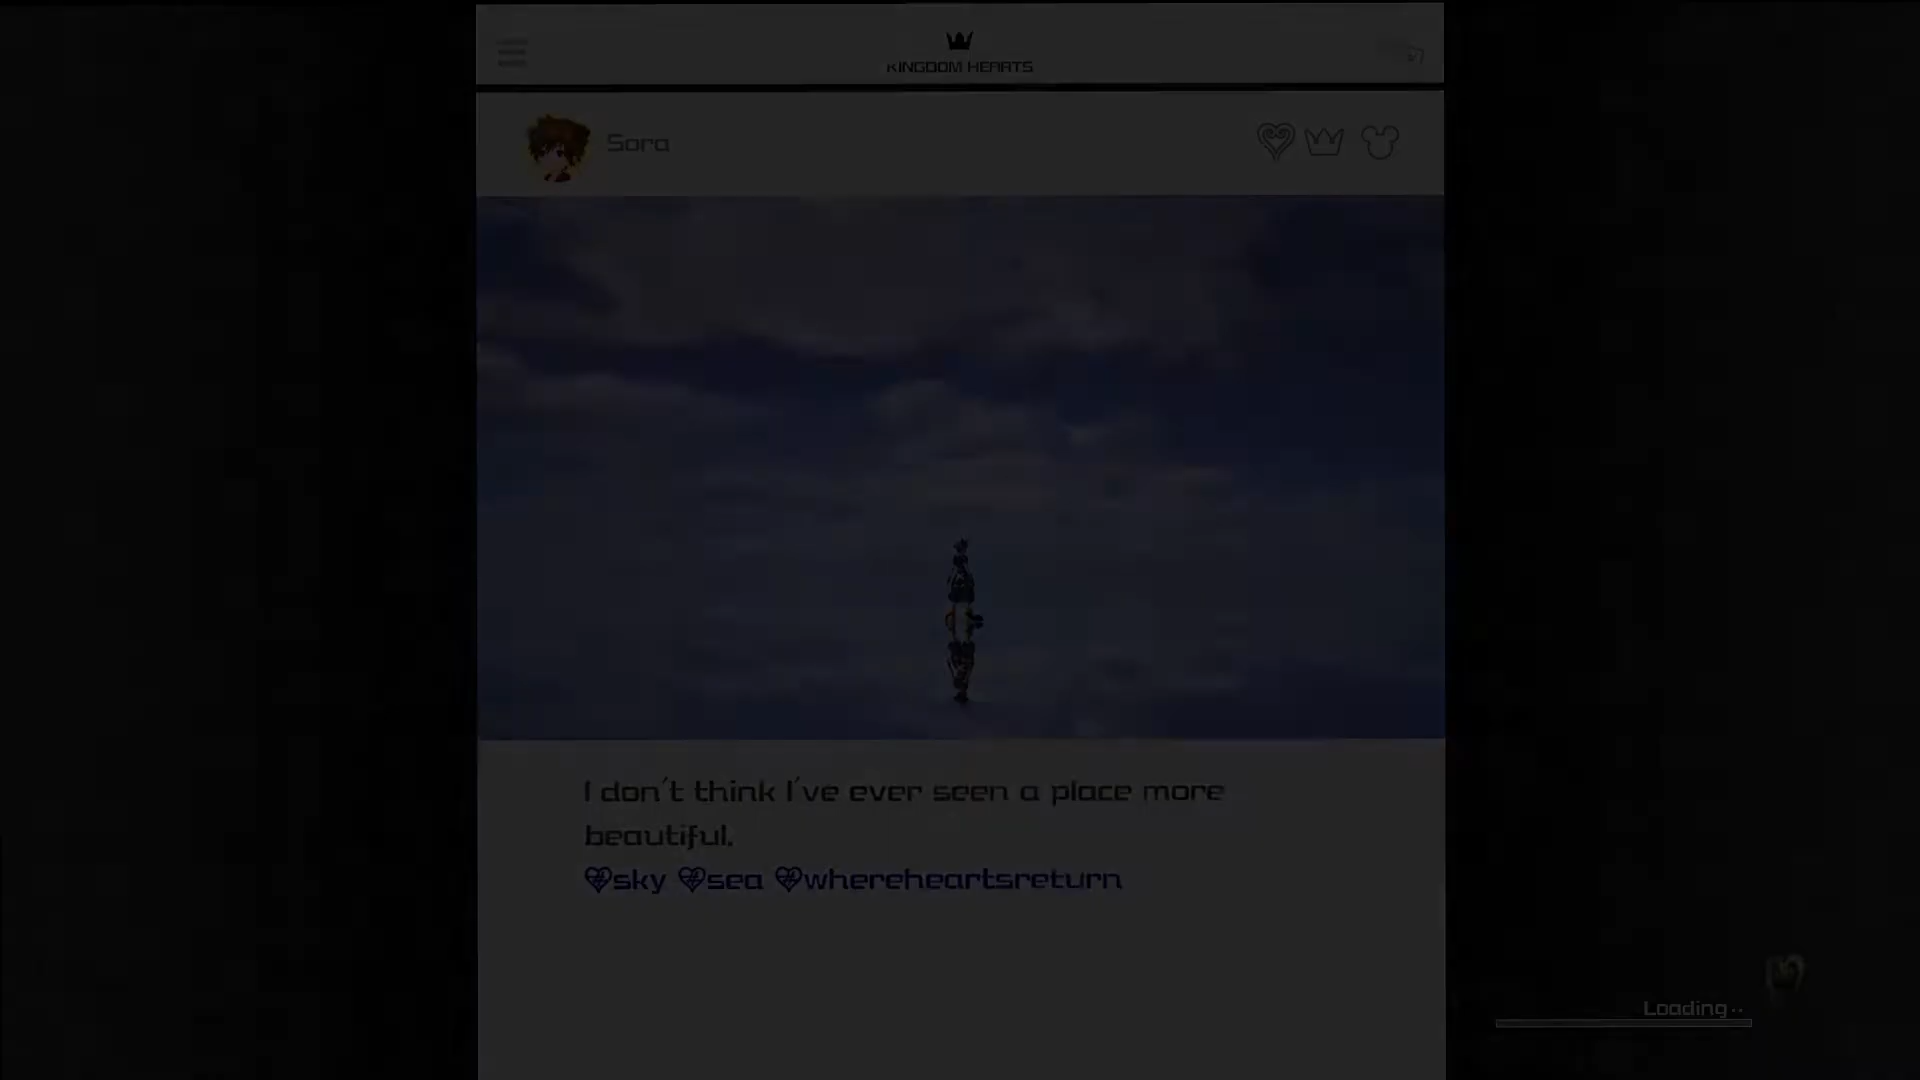 KINGDOM HEARTS
Sora
I don't think I've ever seen a place more
beautiful.
#sky #sea #whereheartsreturn
Loading..